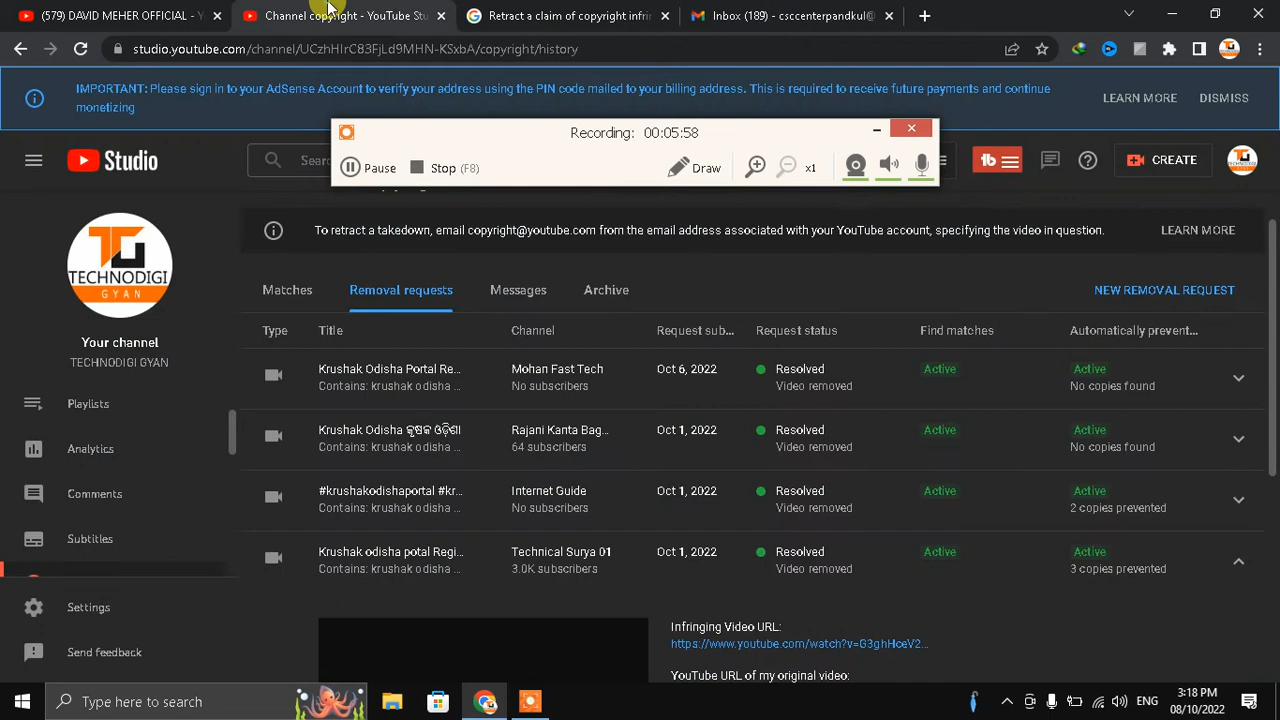 (579) DAVID MEHER OFFICIAL - Y
Channel copyright - YouTube Stu
Retract a claim of copyright infri
Inbox (189) - csccenterpandkul@
studio.youtube.com/channel/UCzhHIrC83FjLd9MHN-KSxbA/copyright/history
IMPORTANT: Please sign in to your AdSense Account to verify your address using the PIN code mailed to your billing address. This is required to receive future payments and continue
monetizing
LEARN MORE
DISMISS
Recording: 00:05:58
Pause
Stop (F8)
Draw
x1
Studio
Sear
tb
CREATE
To retract a takedown, email copyright@youtube.com from the email address associated with your YouTube account, specifying the video in question.
LEARN MORE
TECHNODIGI
GYAN
Your channel
TECHNODIGI GYAN
Playlists
Analytics
Comments
Subtitles
Settings
Send feedback
Matches
Removal requests
Messages
Archive
NEW REMOVAL REQUEST
Type Title Channel Request sub... Request status Find matches Automatically prevent...
Krushak Odisha Portal Re... Mohan Fast Tech Oct 6, 2022 Resolved Active Active
Contains: krushak odisha ... No subscribers Video removed No copies found
Krushak Odisha କୃଷକ ଓଡ଼ିଶା Rajani Kanta Bag... Oct 1, 2022 Resolved Active Active
Contains: krushak odisha ... 64 subscribers Video removed No copies found
#krushakodishaportal #kr... Internet Guide Oct 1, 2022 Resolved Active Active
Contains: krushak odisha ... No subscribers Video removed 2 copies prevented
Krushak odisha potal Regi... Technical Surya 01 Oct 1, 2022 Resolved Active Active
Contains: krushak odisha ... 3.0K subscribers Video removed 3 copies prevented
Infringing Video URL:
https://www.youtube.com/watch?v=G3ghHceV2...
YouTube URL of my original video:
Type here to search
ENG
3:18 PM
08/10/2022